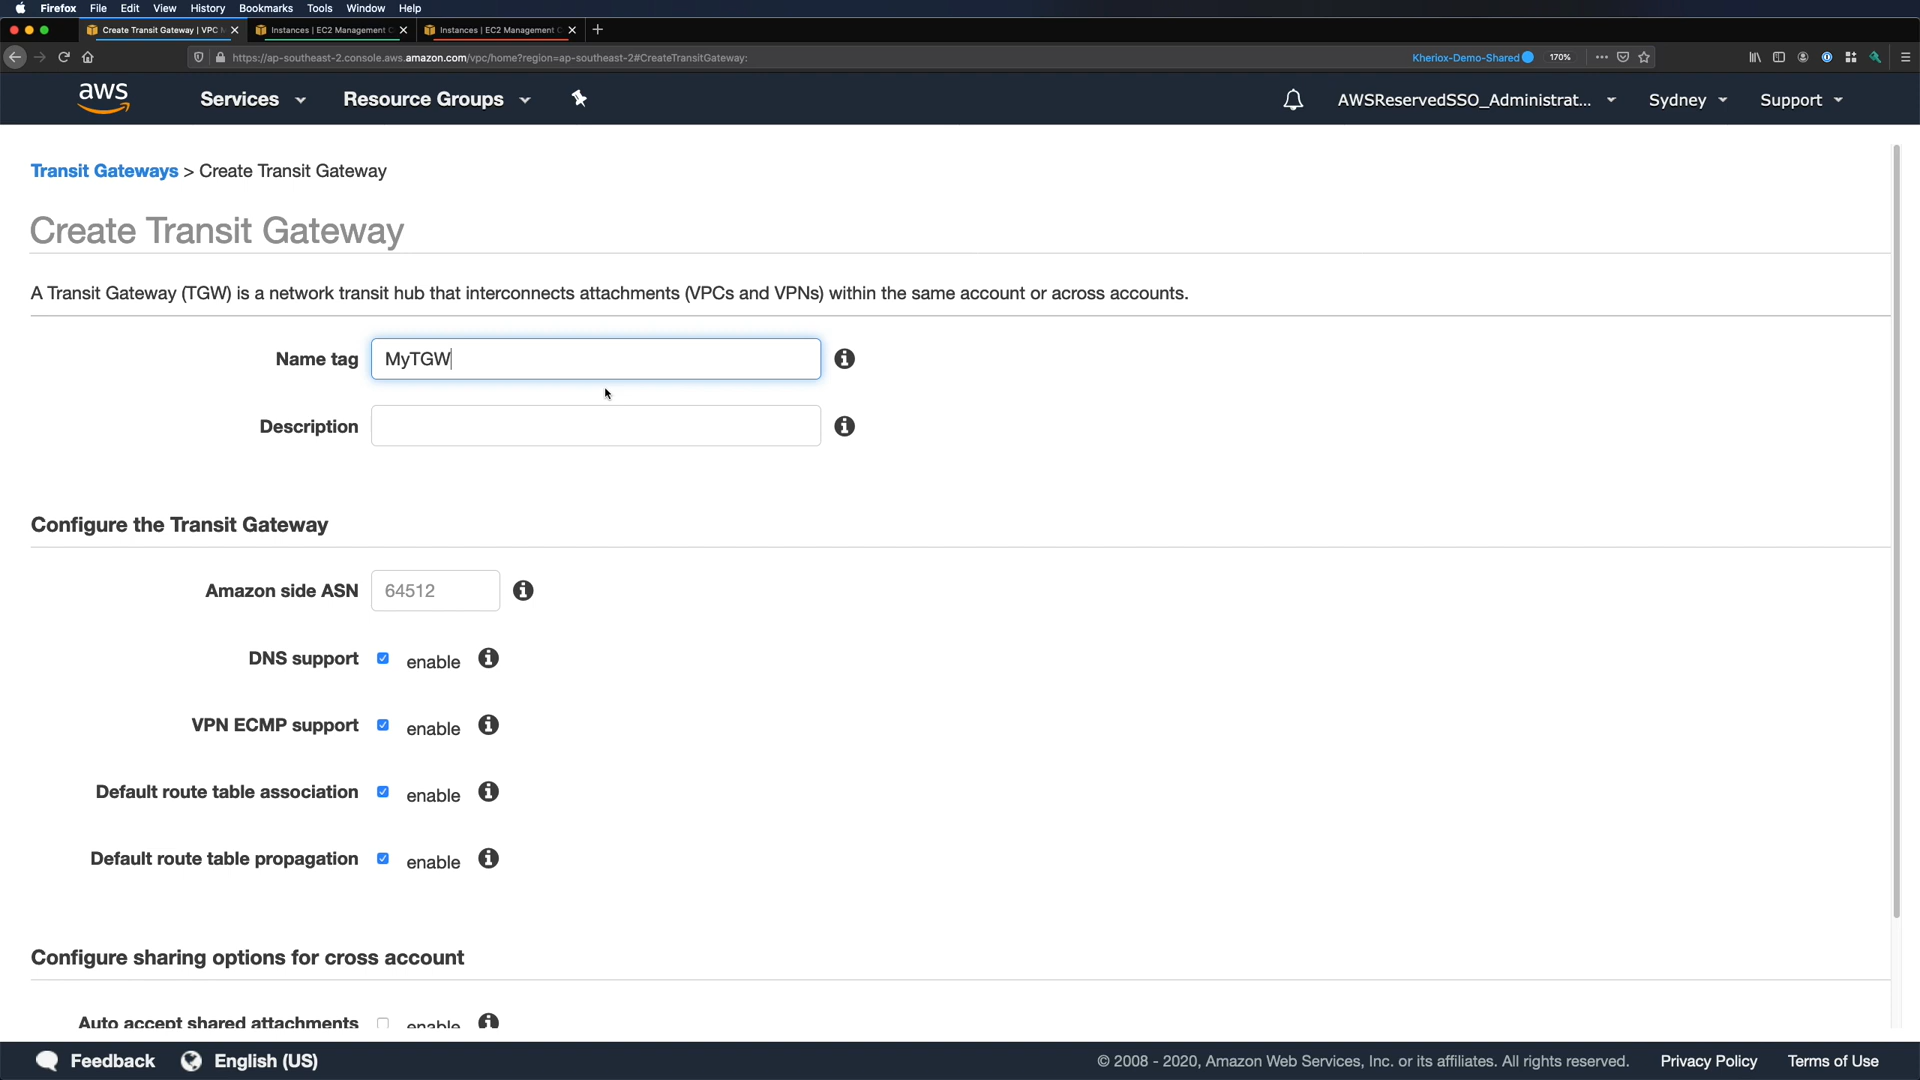 Firefox File Edit View History Bookmarks Tools Window Help
Create Transit Gateway | VPC M Instances | EC2 Management C Instances | EC2 Management C
https://ap-southeast-2.console.aws.amazon.com/vpc/home?region=ap-southeast-2#CreateTransitGateway: Kheriox-Demo-Shared 170%
aws Services Resource Groups AWSReservedSSO_Administrat... Sydney Support
Transit Gateways > Create Transit Gateway
Create Transit Gateway
A Transit Gateway (TGW) is a network transit hub that interconnects attachments (VPCs and VPNs) within the same account or across accounts.
Name tag MyTGW
Description
Configure the Transit Gateway
Amazon side ASN 64512
DNS support enable
VPN ECMP support enable
Default route table association enable
Default route table propagation enable
Configure sharing options for cross account
Auto accept shared attachments enable
Feedback English (US) © 2008 - 2020, Amazon Web Services, Inc. or its affiliates. All rights reserved. Privacy Policy Terms of Use